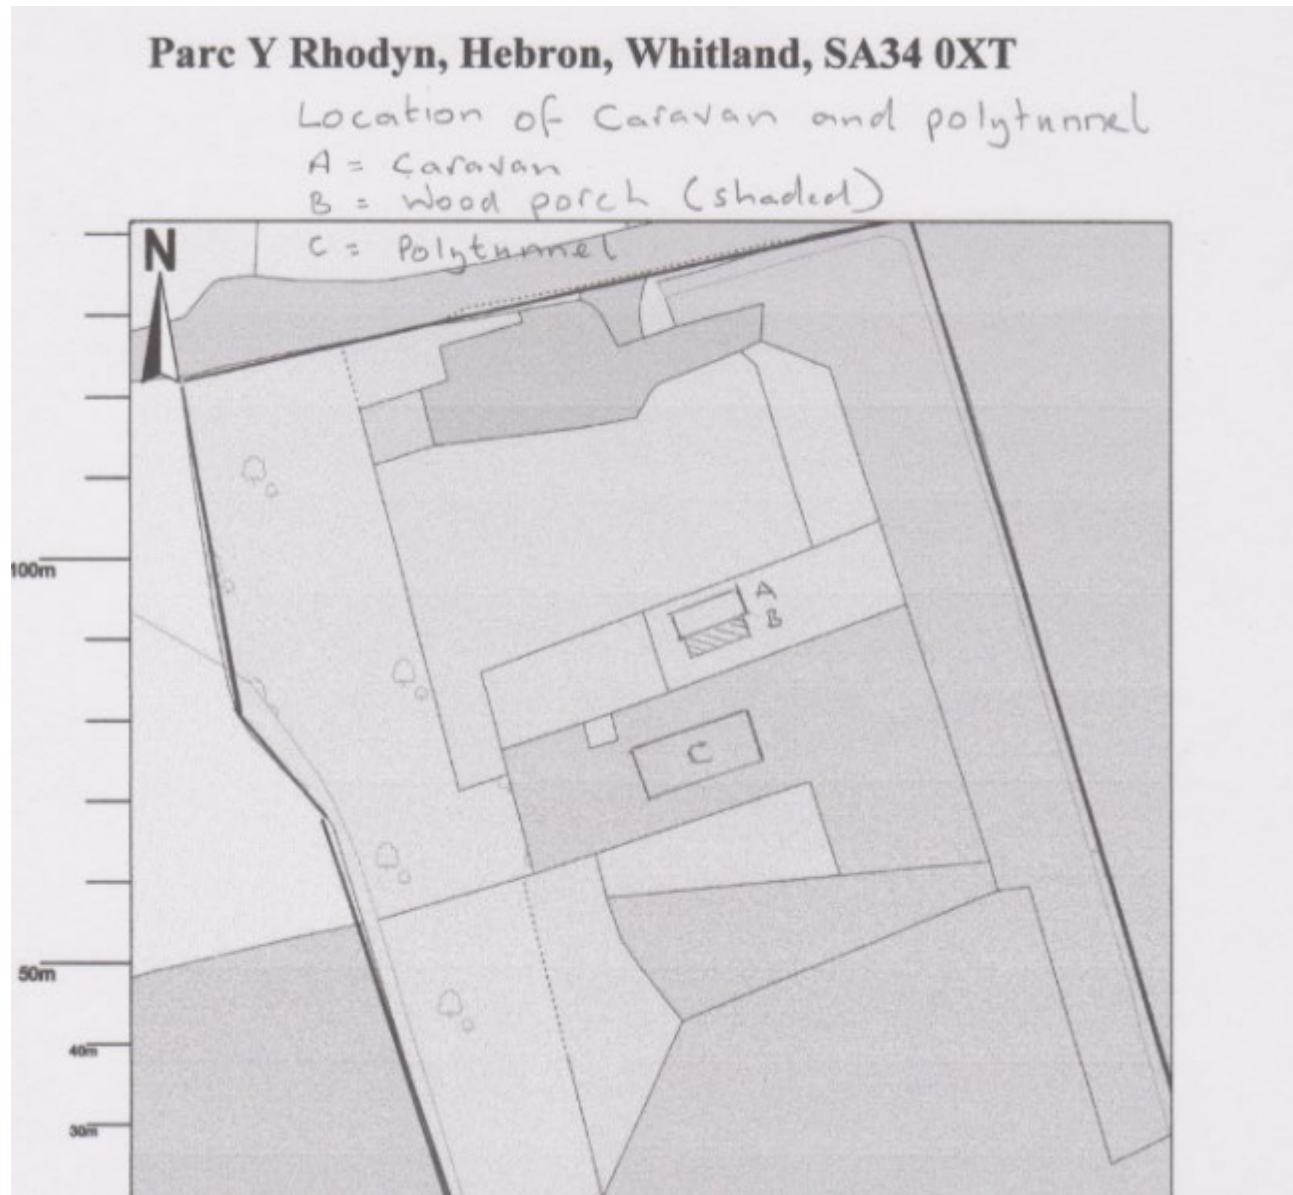 Parc Y Rhodyn, Hebron, Whitland, SA34 0XT
Location of Caravan and polytunnel
A = Caravan
B = Wood porch (shaded)
C = Polytunnel
N
A
B
100m
C
50m
40m
30m